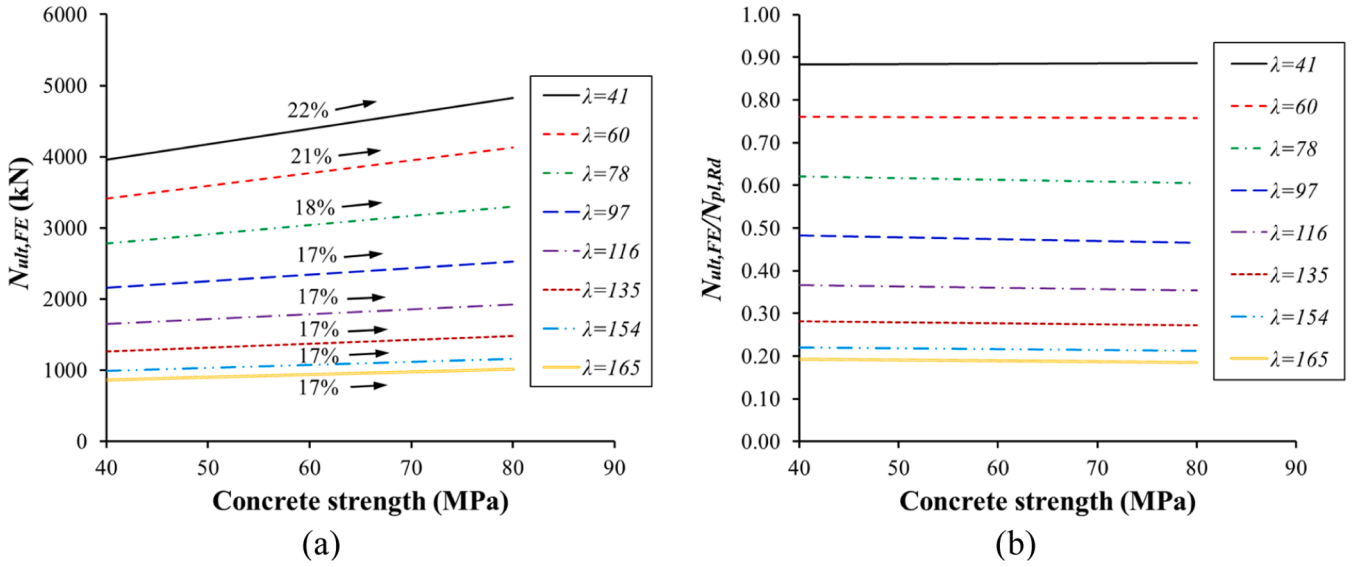 6000
5000
4000
3000
2000
1000
0
N_ult,FE (kN)
22%
21%
18%
17%
17%
17%
17%
17%
40 50 60 70 80 90
Concrete strength (MPa)
λ=41
λ=60
λ=78
λ=97
λ=116
λ=135
λ=154
λ=165
(a)
1.00
0.90
0.80
0.70
0.60
0.50
0.40
0.30
0.20
0.10
0.00
N_ult,FE/N_pl,Rd
40 50 60 70 80 90
Concrete strength (MPa)
λ=41
λ=60
λ=78
λ=97
λ=116
λ=135
λ=154
λ=165
(b)